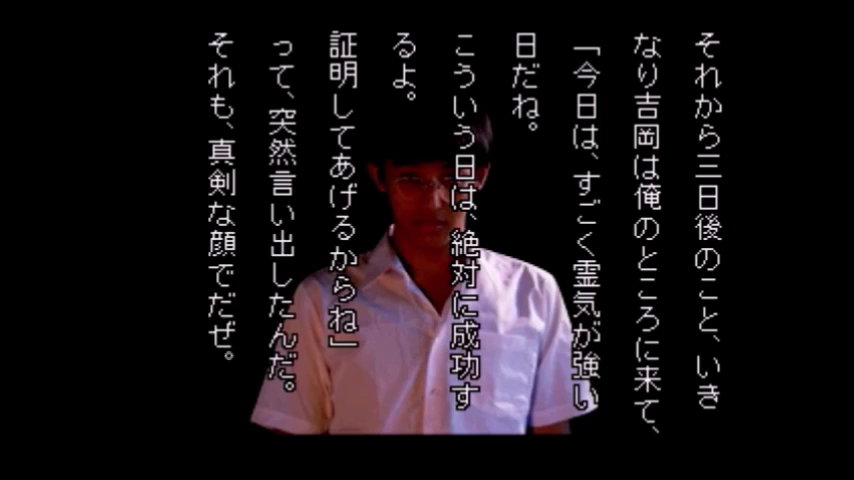 それから三日後のこと、いき
なり吉岡は俺のところに来て、
「今日は、すごく霊気が強い
日だね。
こういう日は、絶対に成功す
るよ。
証明してあげるからね」
って、突然言い出したんだ。
それも、真剣な顔でだぜ。